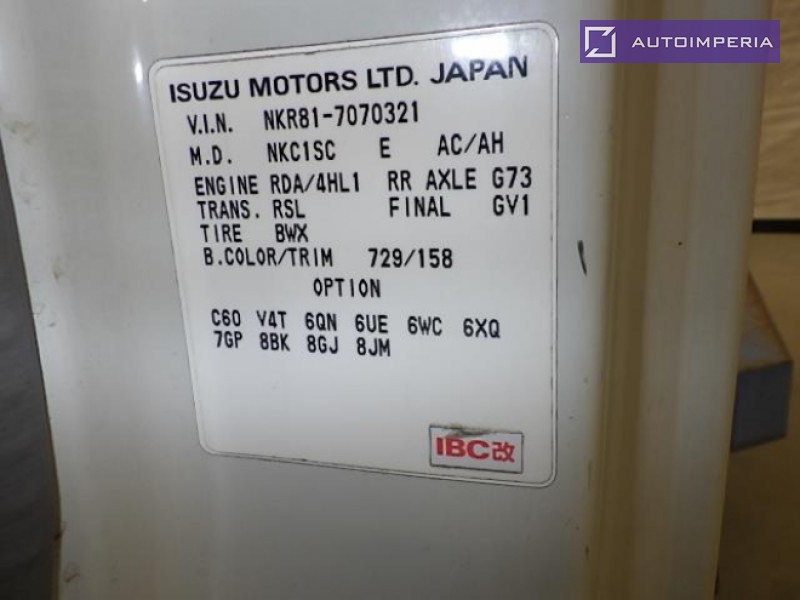 AUTOIMPERIA
ISUZU MOTORS LTD. JAPAN
V.I.N. NKR81-7070321
M.D. NKC1SC E AC/AH
ENGINE RDA/4HL1 RR AXLE G73
TRANS. RSL FINAL GV1
TIRE BWX
B.COLOR/TRIM 729/158
OPTION
C60 V4T 6QN 6UE 6WC 6XQ
7GP 8BK 8GJ 8JM
IBC改